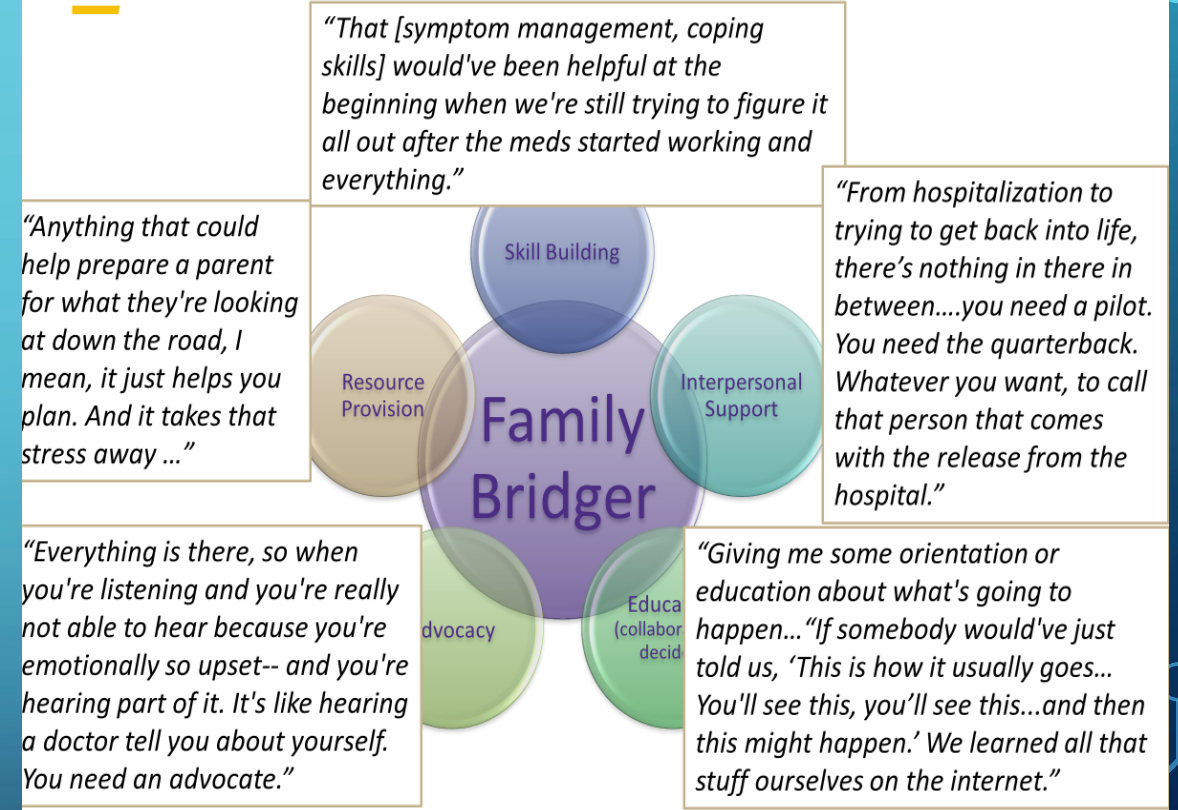 “That [symptom management, coping
skills] would've been helpful at the
beginning when we're still trying to figure it
all out after the meds started working and
everything.”
“Anything that could
help prepare a parent
for what they're looking
at down the road, I
mean, it just helps you
plan. And it takes that
stress away …”
“From hospitalization to
trying to get back into life,
there’s nothing in there in
between….you need a pilot.
You need the quarterback.
Whatever you want, to call
that person that comes
with the release from the
hospital.”
Skill Building
Resource
Provision
Interpersonal
Support
Family
Bridger
dvocacy
Educa
(collabor
decid
“Everything is there, so when
you're listening and you're really
not able to hear because you're
emotionally so upset-- and you're
hearing part of it. It's like hearing
a doctor tell you about yourself.
You need an advocate.”
“Giving me some orientation or
education about what's going to
happen…“If somebody would've just
told us, ‘This is how it usually goes…
You'll see this, you’ll see this...and then
this might happen.’ We learned all that
stuff ourselves on the internet.”